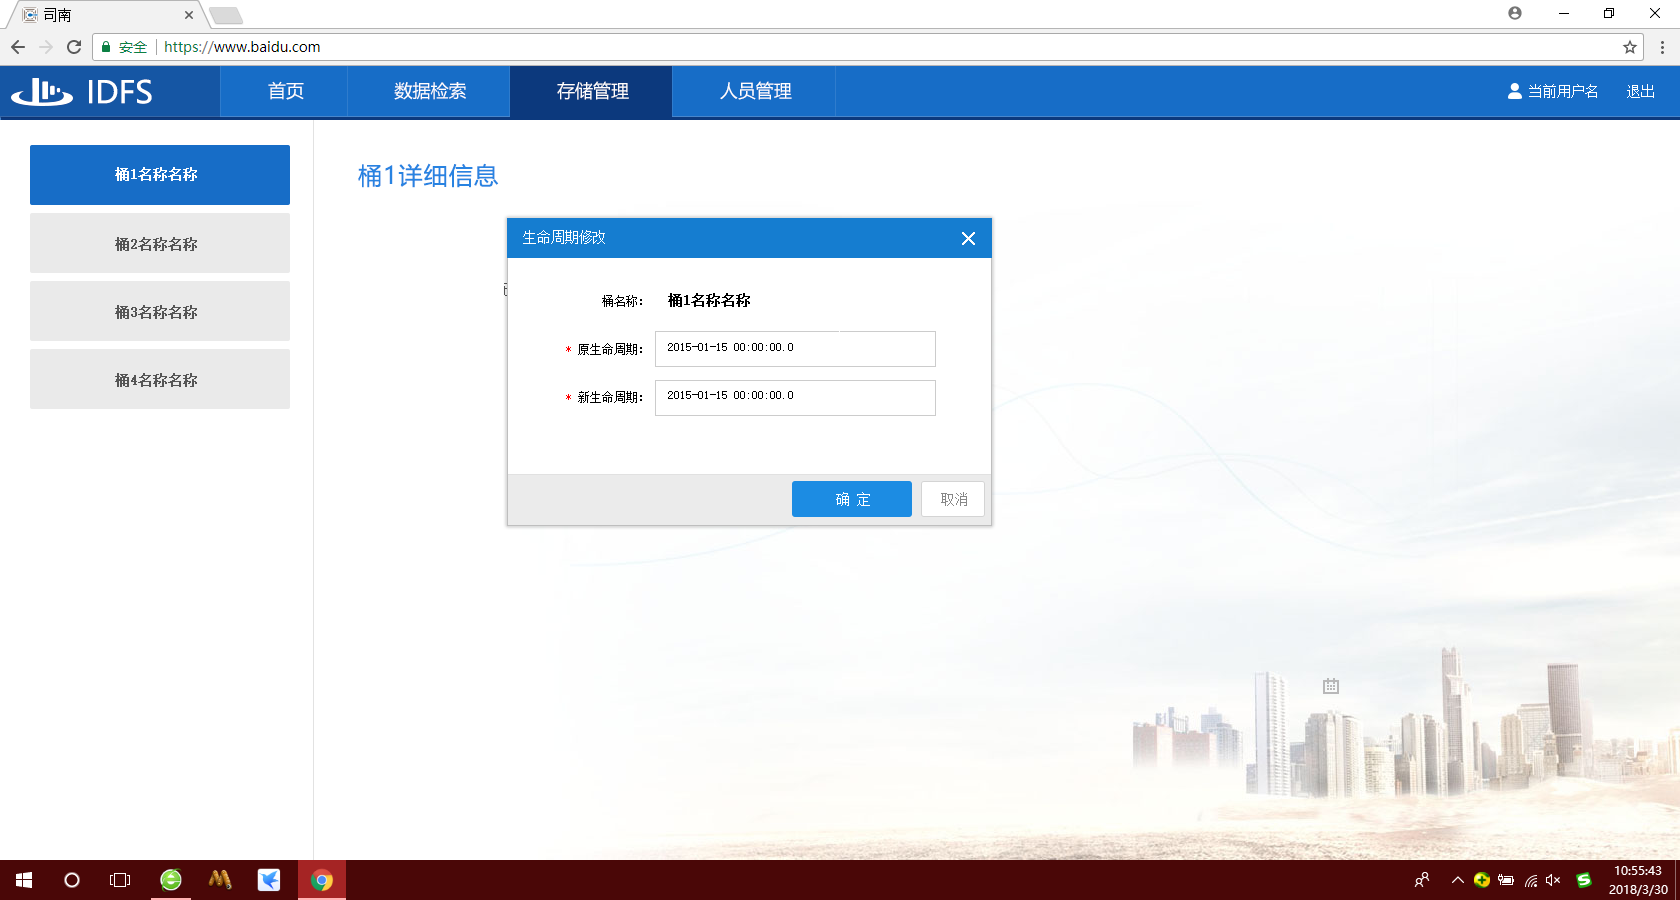 司南
安全 https://www.baidu.com
IDFS 首页 数据检索 存储管理 人员管理 当前用户名 退出
桶1名称名称
桶2名称名称
桶3名称名称
桶4名称名称
桶1详细信息
生命周期修改
桶名称： 桶1名称名称
* 原生命周期： 2015-01-15 00:00:00.0
* 新生命周期： 2015-01-15 00:00:00.0
确 定 取消
10:55:43
2018/3/30